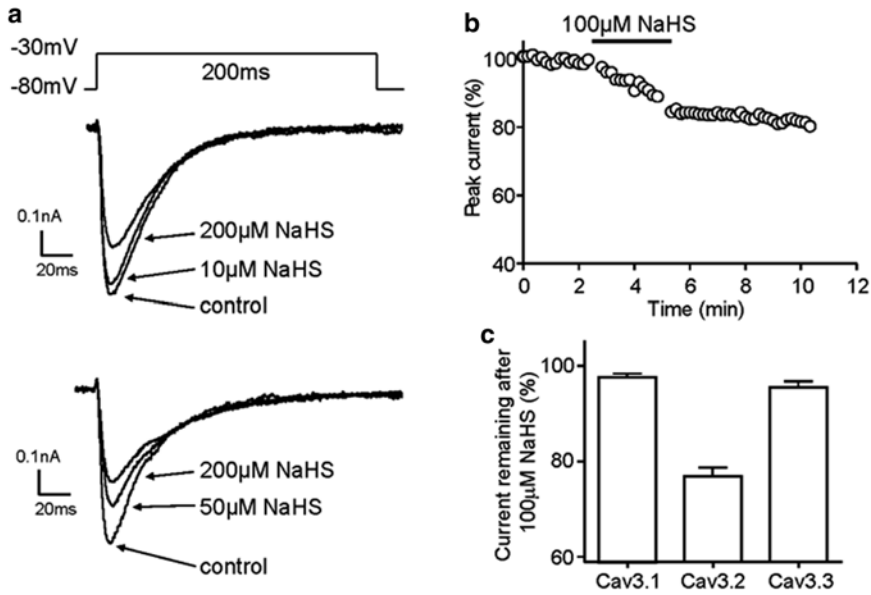 a
-30mV
-80mV
200ms
0.1nA
20ms
200µM NaHS
10µM NaHS
control
0.1nA
20ms
200µM NaHS
50µM NaHS
control
b
100µM NaHS
Peak current (%)
100
80
60
40
0 2 4 6 8 10 12
Time (min)
c
Current remaining after
100µM NaHS (%)
100
80
60
Cav3.1 Cav3.2 Cav3.3